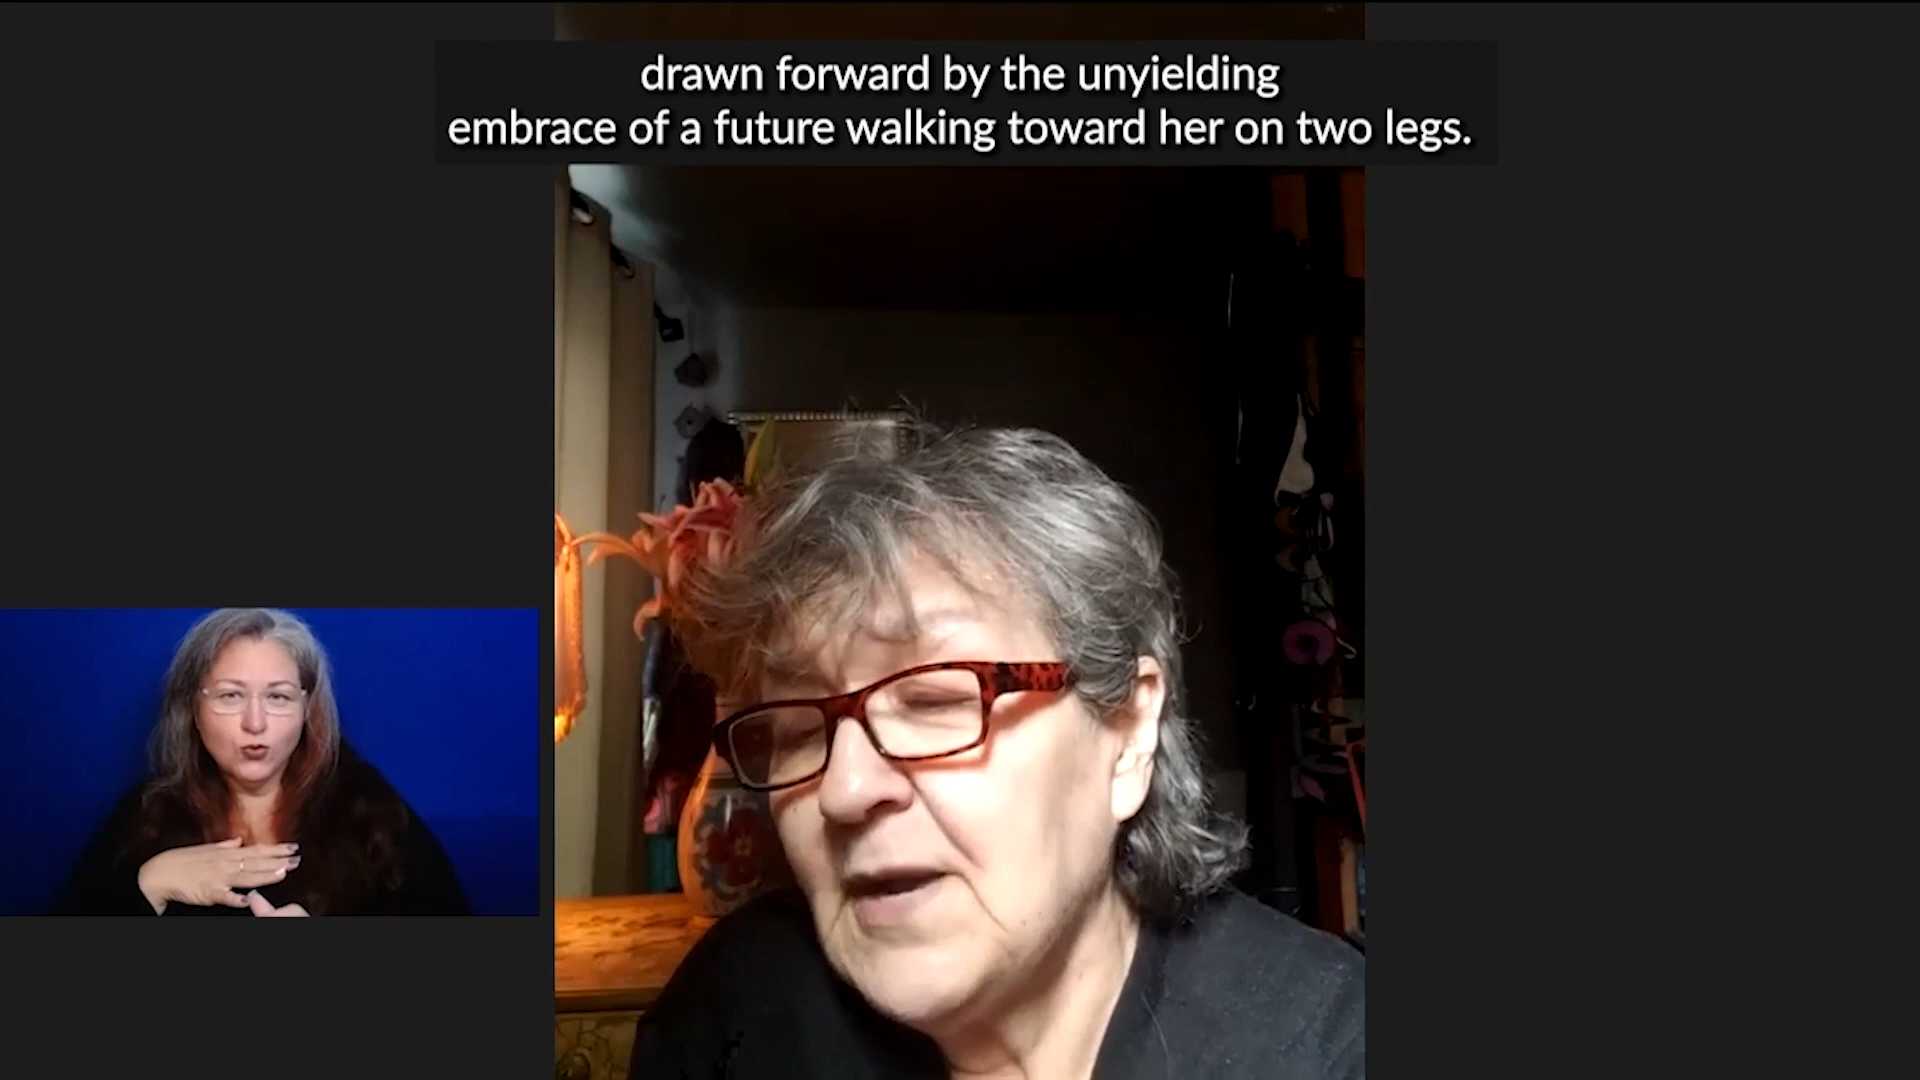 drawn forward by the unyielding
embrace of a future walking toward her on two legs.